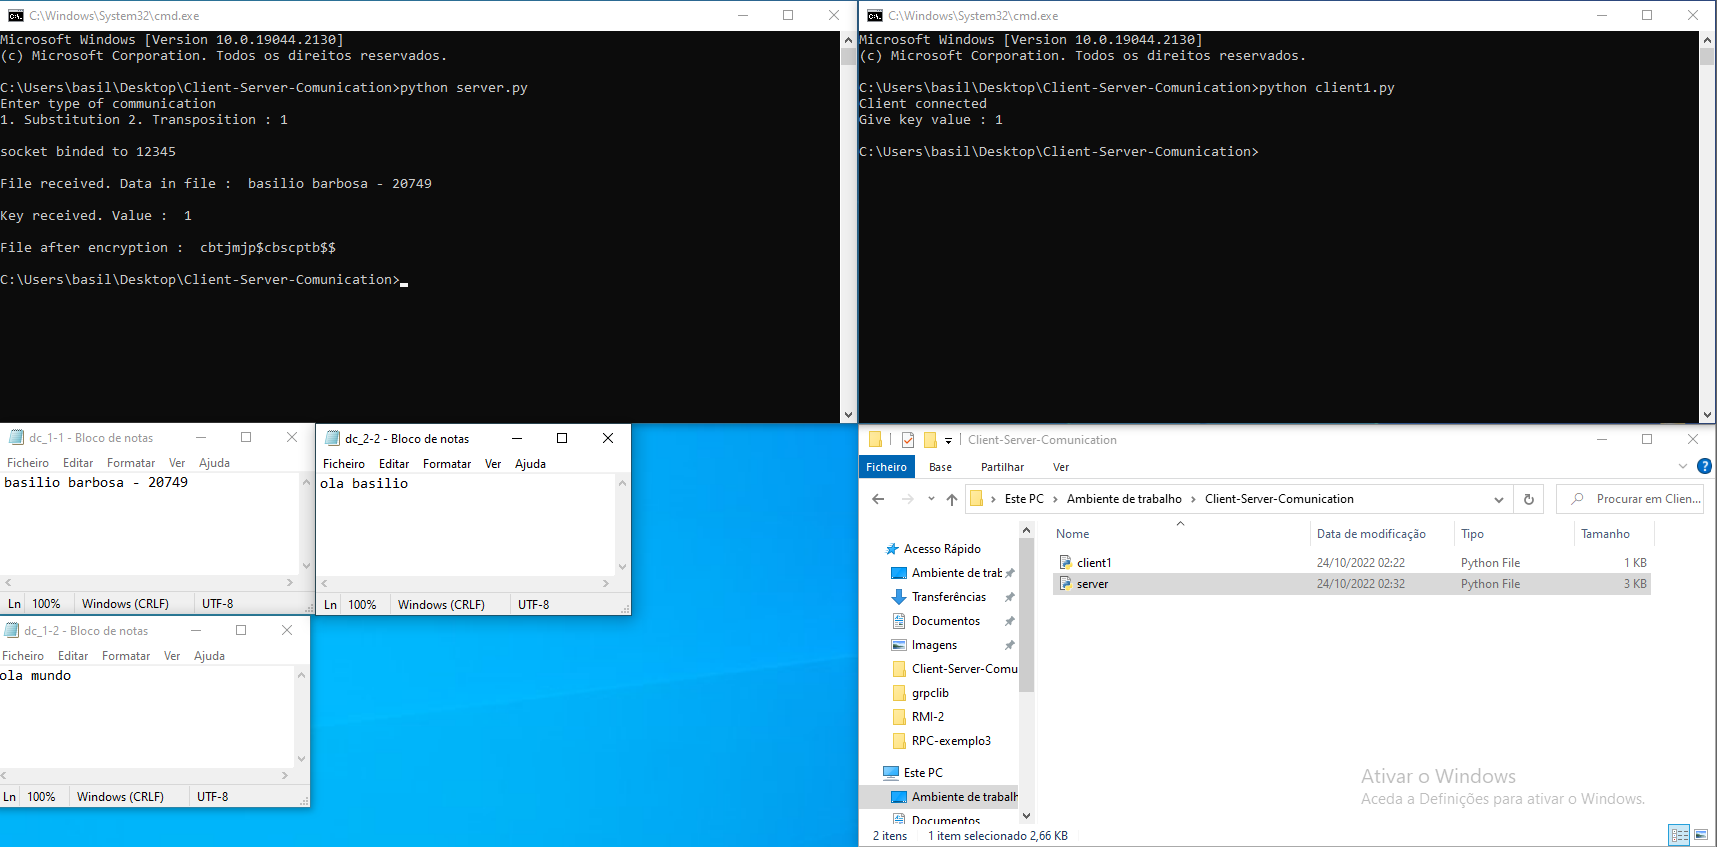 C:\Windows\System32\cmd.exe
Microsoft Windows [Version 10.0.19044.2130]
(c) Microsoft Corporation. Todos os direitos reservados.
C:\Users\basil\Desktop\Client-Server-Comunication>python server.py
Enter type of communication
1. Substitution 2. Transposition : 1
socket binded to 12345
File received. Data in file :  basilio barbosa - 20749
Key received. Value :  1
File after encryption :  cbtjmjp$cbscptb$$
C:\Users\basil\Desktop\Client-Server-Comunication>
C:\Windows\System32\cmd.exe
Microsoft Windows [Version 10.0.19044.2130]
(c) Microsoft Corporation. Todos os direitos reservados.
C:\Users\basil\Desktop\Client-Server-Comunication>python client1.py
Client connected
Give key value : 1
C:\Users\basil\Desktop\Client-Server-Comunication>
dc_1-1 - Bloco de notas
Ficheiro Editar Formatar Ver Ajuda
basilio barbosa - 20749
Ln 100% Windows (CRLF) UTF-8
dc_2-2 - Bloco de notas
Ficheiro Editar Formatar Ver Ajuda
ola basilio
Ln 100% Windows (CRLF) UTF-8
dc_1-2 - Bloco de notas
Ficheiro Editar Formatar Ver Ajuda
ola mundo
Ln 100% Windows (CRLF) UTF-8
Client-Server-Comunication
Ficheiro Base Partilhar Ver
Este PC > Ambiente de trabalho > Client-Server-Comunication
Procurar em Clien...
Acesso Rápido
Ambiente de trab
Transferências
Documentos
Imagens
Client-Server-Comu
grpclib
RMI-2
RPC-exemplo3
Este PC
Ambiente de trabalh
Documentos
Nome Data de modificação Tipo Tamanho
client1 24/10/2022 02:22 Python File 1 KB
server 24/10/2022 02:32 Python File 3 KB
Ativar o Windows
Aceda a Definições para ativar o Windows.
2 itens 1 item selecionado 2,66 KB